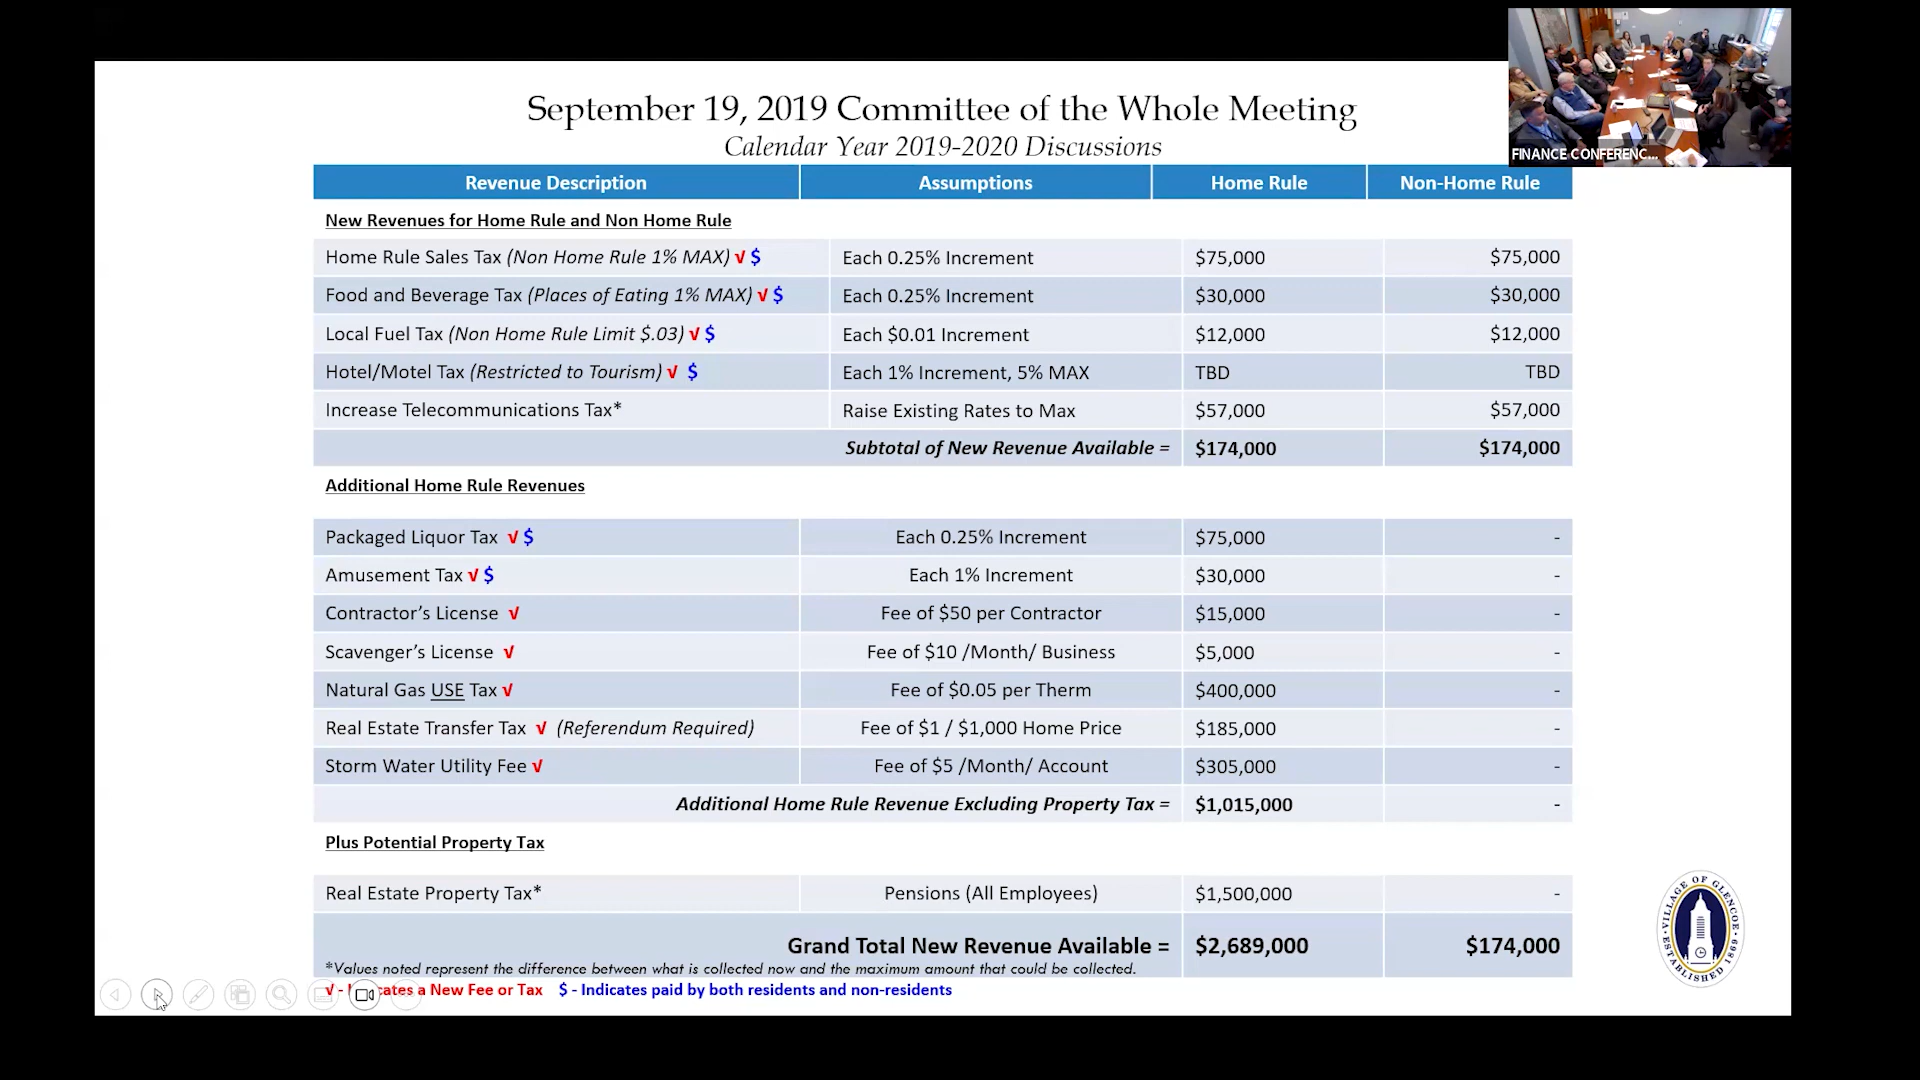 September 19, 2019 Committee of the Whole Meeting
Calendar Year 2019-2020 Discussions
FINANCE CONFERENC...
Revenue Description Assumptions Home Rule Non-Home Rule
New Revenues for Home Rule and Non Home Rule
Home Rule Sales Tax (Non Home Rule 1% MAX) √ $ Each 0.25% Increment $75,000 $75,000
Food and Beverage Tax (Places of Eating 1% MAX) √ $ Each 0.25% Increment $30,000 $30,000
Local Fuel Tax (Non Home Rule Limit $.03) √ $ Each $0.01 Increment $12,000 $12,000
Hotel/Motel Tax (Restricted to Tourism) √ $ Each 1% Increment, 5% MAX TBD TBD
Increase Telecommunications Tax* Raise Existing Rates to Max $57,000 $57,000
Subtotal of New Revenue Available = $174,000 $174,000
Additional Home Rule Revenues
Packaged Liquor Tax √ $ Each 0.25% Increment $75,000 -
Amusement Tax √ $ Each 1% Increment $30,000 -
Contractor’s License √ Fee of $50 per Contractor $15,000 -
Scavenger’s License √ Fee of $10 /Month/ Business $5,000 -
Natural Gas USE Tax √ Fee of $0.05 per Therm $400,000 -
Real Estate Transfer Tax √ (Referendum Required) Fee of $1 / $1,000 Home Price $185,000 -
Storm Water Utility Fee √ Fee of $5 /Month/ Account $305,000 -
Additional Home Rule Revenue Excluding Property Tax = $1,015,000 -
Plus Potential Property Tax
Real Estate Property Tax* Pensions (All Employees) $1,500,000 -
Grand Total New Revenue Available = $2,689,000 $174,000
*Values noted represent the difference between what is collected now and the maximum amount that could be collected.
√ - a New Fee or Tax $ - Indicates paid by both residents and non-residents
VILLAGE OF GLENCOE
ESTABLISHED 1869